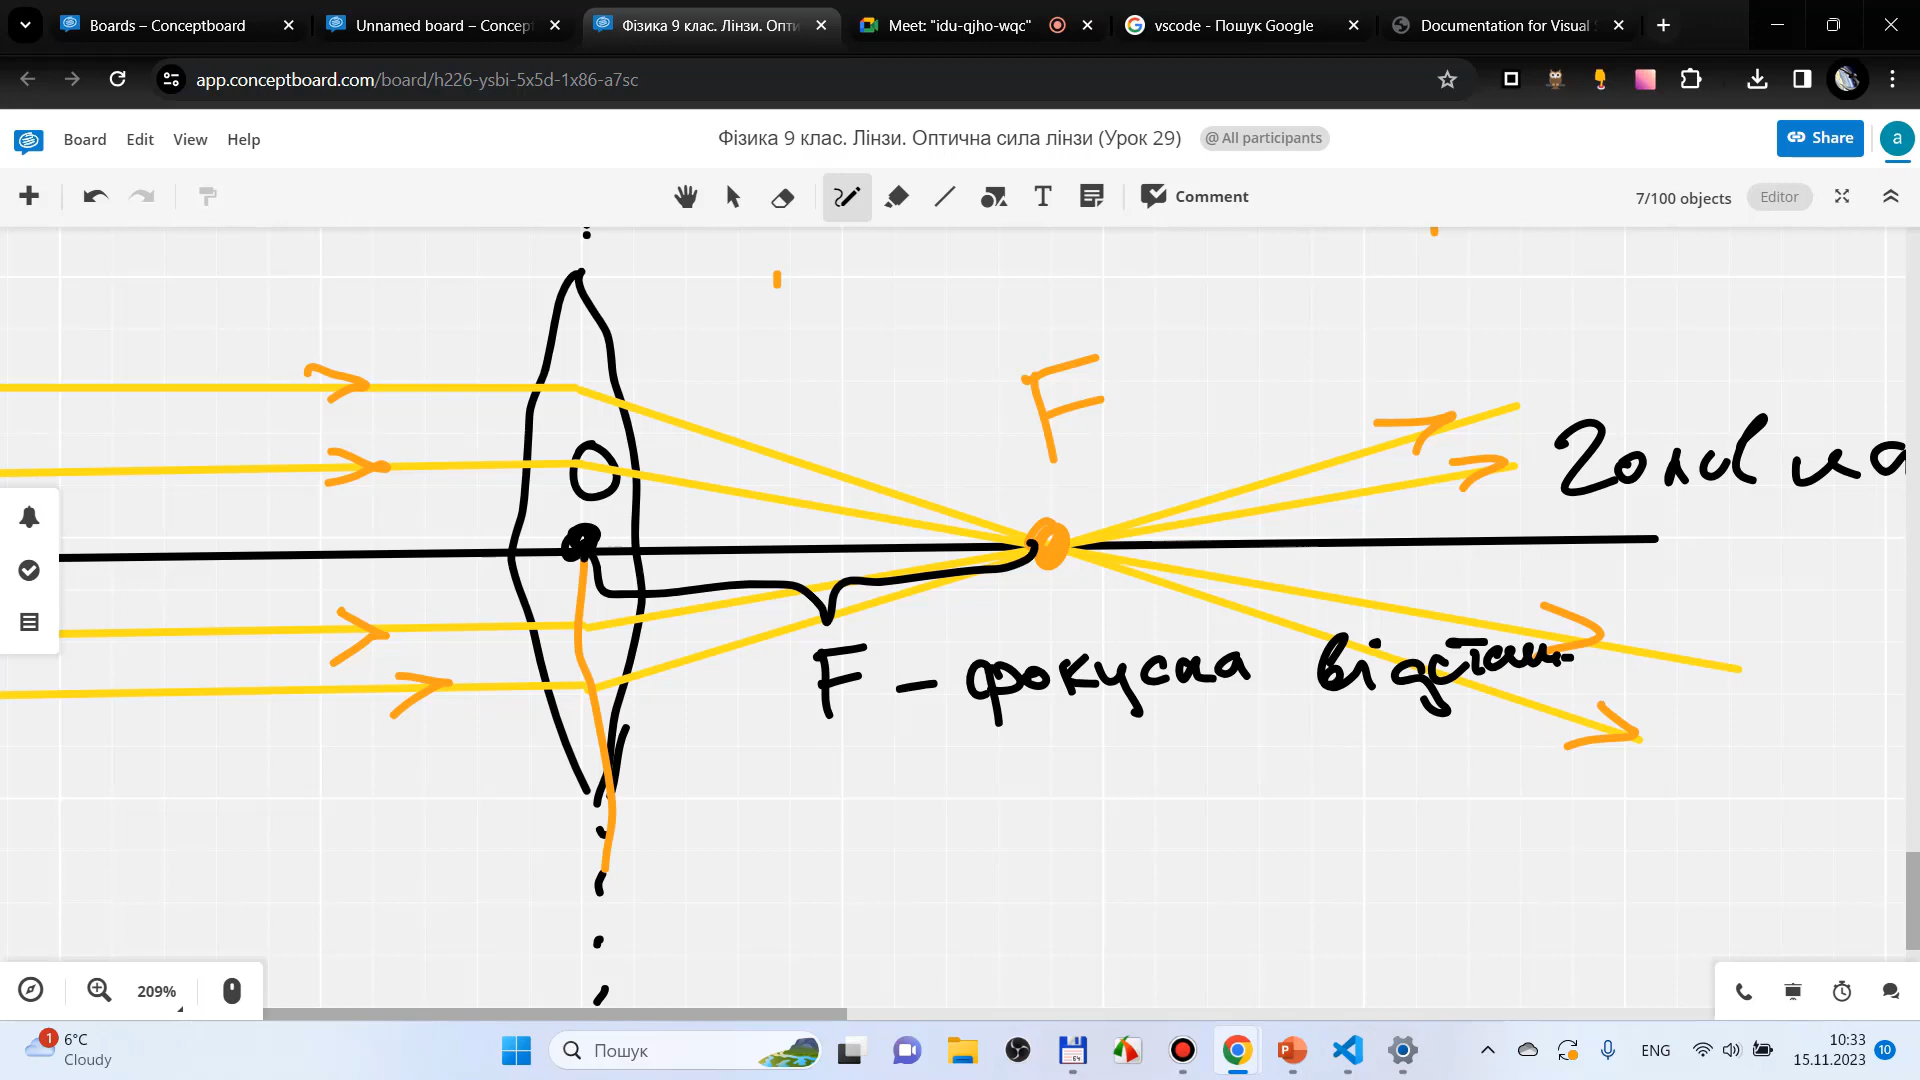 Boards – Conceptboard
Unnamed board – Concept
Фізика 9 клас. Лінзи. Опти
Meet: "idu-qjho-wqc"
vscode - Пошук Google
Documentation for Visual S
app.conceptboard.com/board/h226-ysbi-5x5d-1x86-a7sc
Board Edit View Help
Фізика 9 клас. Лінзи. Оптична сила лінзи (Урок 29)
@ All participants
Share
a
Comment
7/100 objects
Editor
F
O
F – фокусна відстань
209%
1
6°C
Cloudy
Пошук
64
ENG
10:33
15.11.2023
10